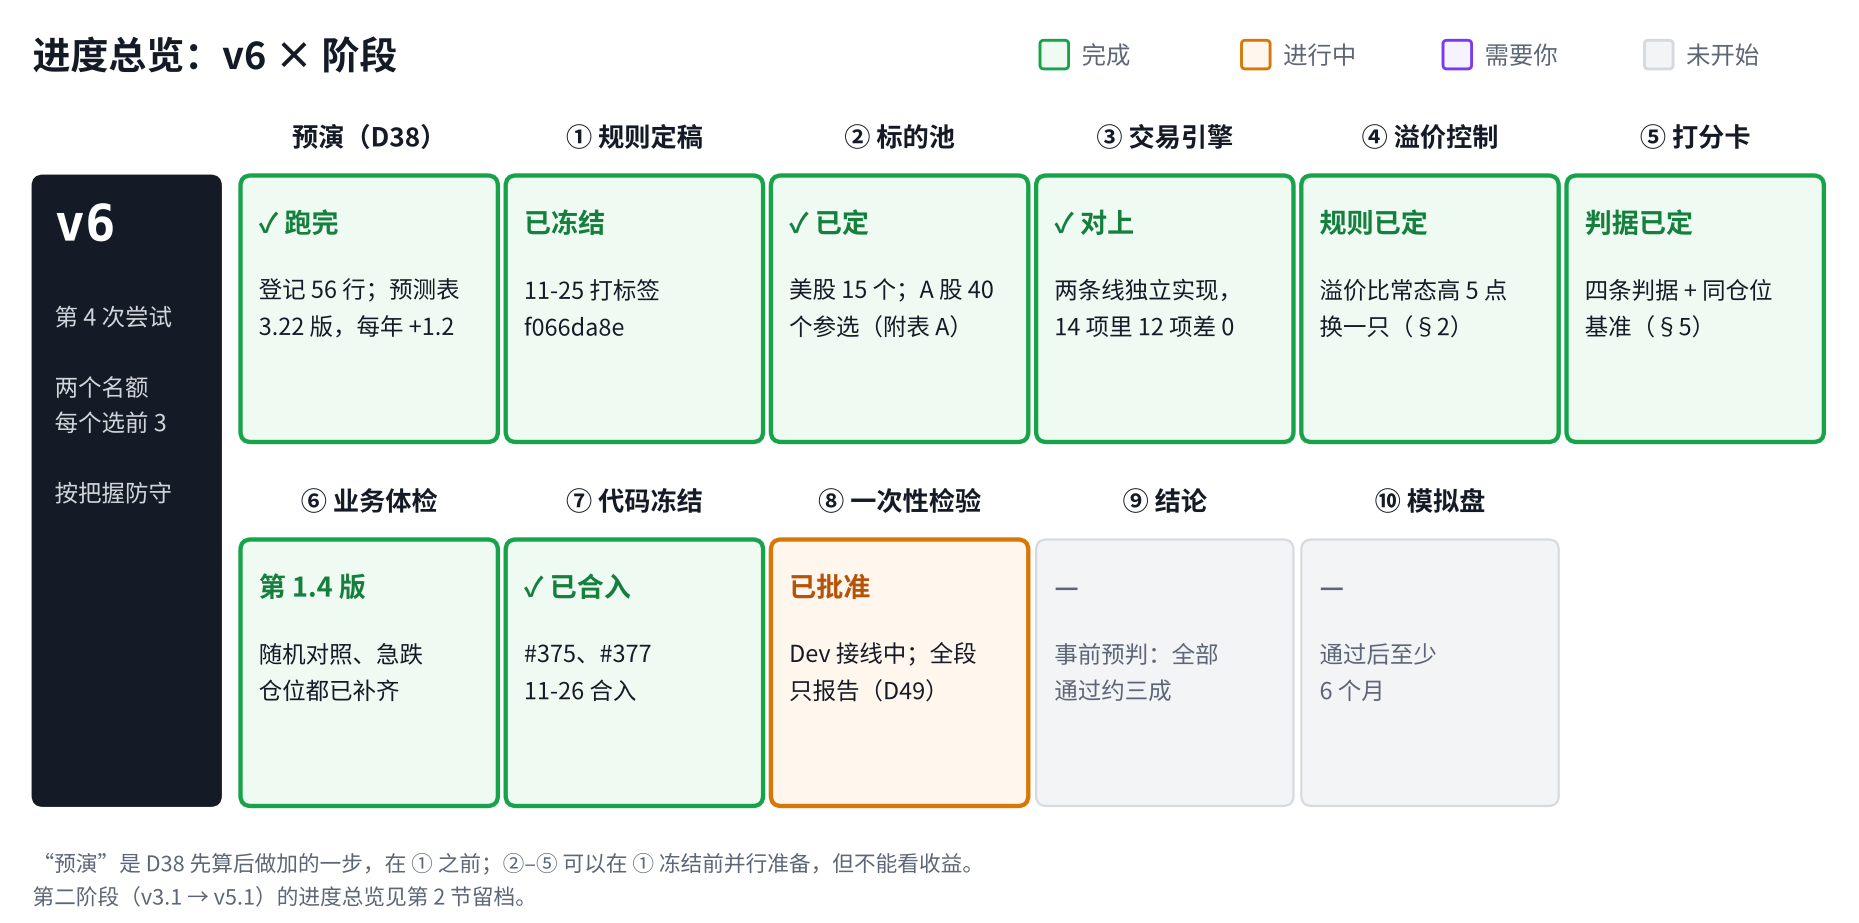 进度总览：v6 × 阶段
完成
进行中
需要你
未开始
预演（D38）
① 规则定稿
② 标的池
③ 交易引擎
④ 溢价控制
⑤ 打分卡
v6
第 4 次尝试
两个名额
每个选前 3
按把握防守
✓ 跑完
登记 56 行；预测表
3.22 版，每年 +1.2
已冻结
11-25 打标签
f066da8e
✓ 已定
美股 15 个；A 股 40
个参选（附表 A）
✓ 对上
两条线独立实现，
14 项里 12 项差 0
规则已定
溢价比常态高 5 点
换一只（§2）
判据已定
四条判据 + 同仓位
基准（§5）
⑥ 业务体检
⑦ 代码冻结
⑧ 一次性检验
⑨ 结论
⑩ 模拟盘
第 1.4 版
随机对照、急跌
仓位都已补齐
✓ 已合入
#375、#377
11-26 合入
已批准
Dev 接线中；全段
只报告（D49）
—
事前预判：全部
通过约三成
—
通过后至少
6 个月
“预演”是 D38 先算后做加的一步，在 ① 之前；②–⑤ 可以在 ① 冻结前并行准备，但不能看收益。
第二阶段（v3.1 → v5.1）的进度总览见第 2 节留档。